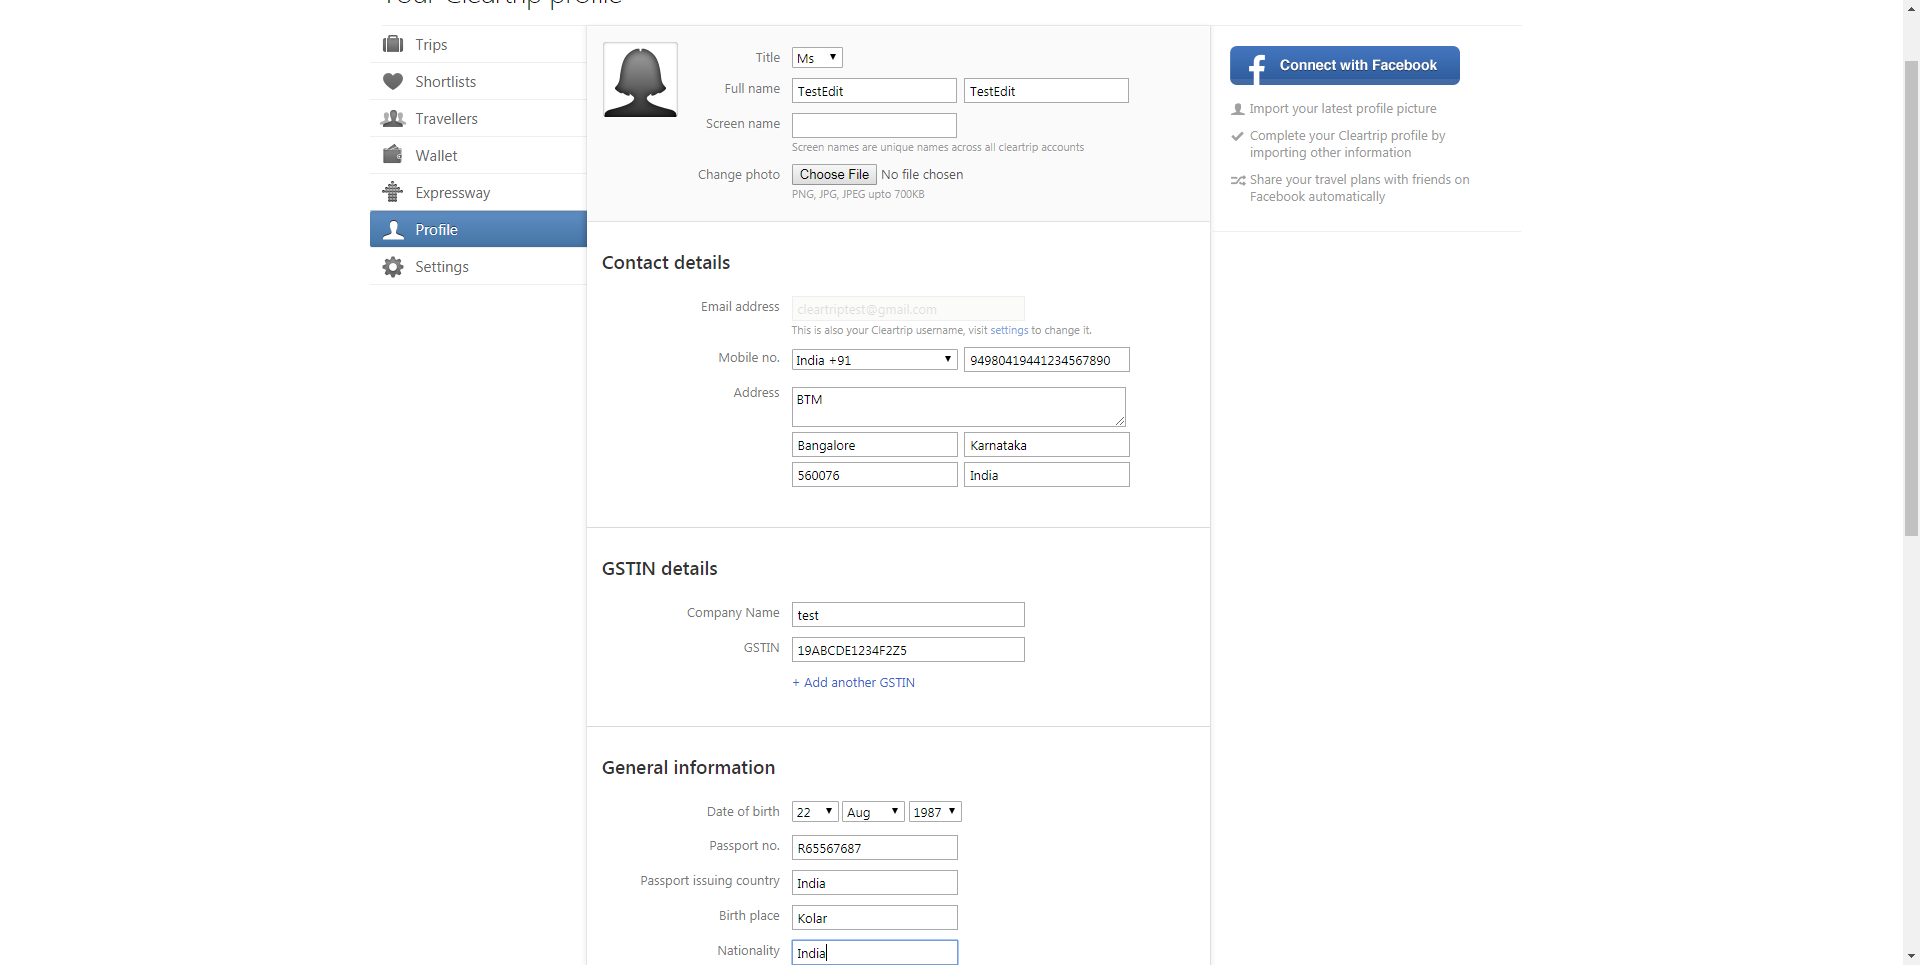 Your Cleartrip profile
Trips
Shortlists
Travellers
Wallet
Expressway
Profile
Settings
Title Ms
Full name TestEdit TestEdit
Screen name
Screen names are unique names across all cleartrip accounts
Change photo Choose File No file chosen
PNG, JPG, JPEG upto 700KB
Contact details
Email address cleartriptest@gmail.com
This is also your Cleartrip username, visit settings to change it.
Mobile no. India +91 94980419441234567890
Address BTM
Bangalore Karnataka
560076 India
GSTIN details
Company Name test
GSTIN 19ABCDE1234F2Z5
+ Add another GSTIN
General information
Date of birth 22 Aug 1987
Passport no. R65567687
Passport issuing country India
Birth place Kolar
Nationality India
f Connect with Facebook
Import your latest profile picture
Complete your Cleartrip profile by
importing other information
Share your travel plans with friends on
Facebook automatically